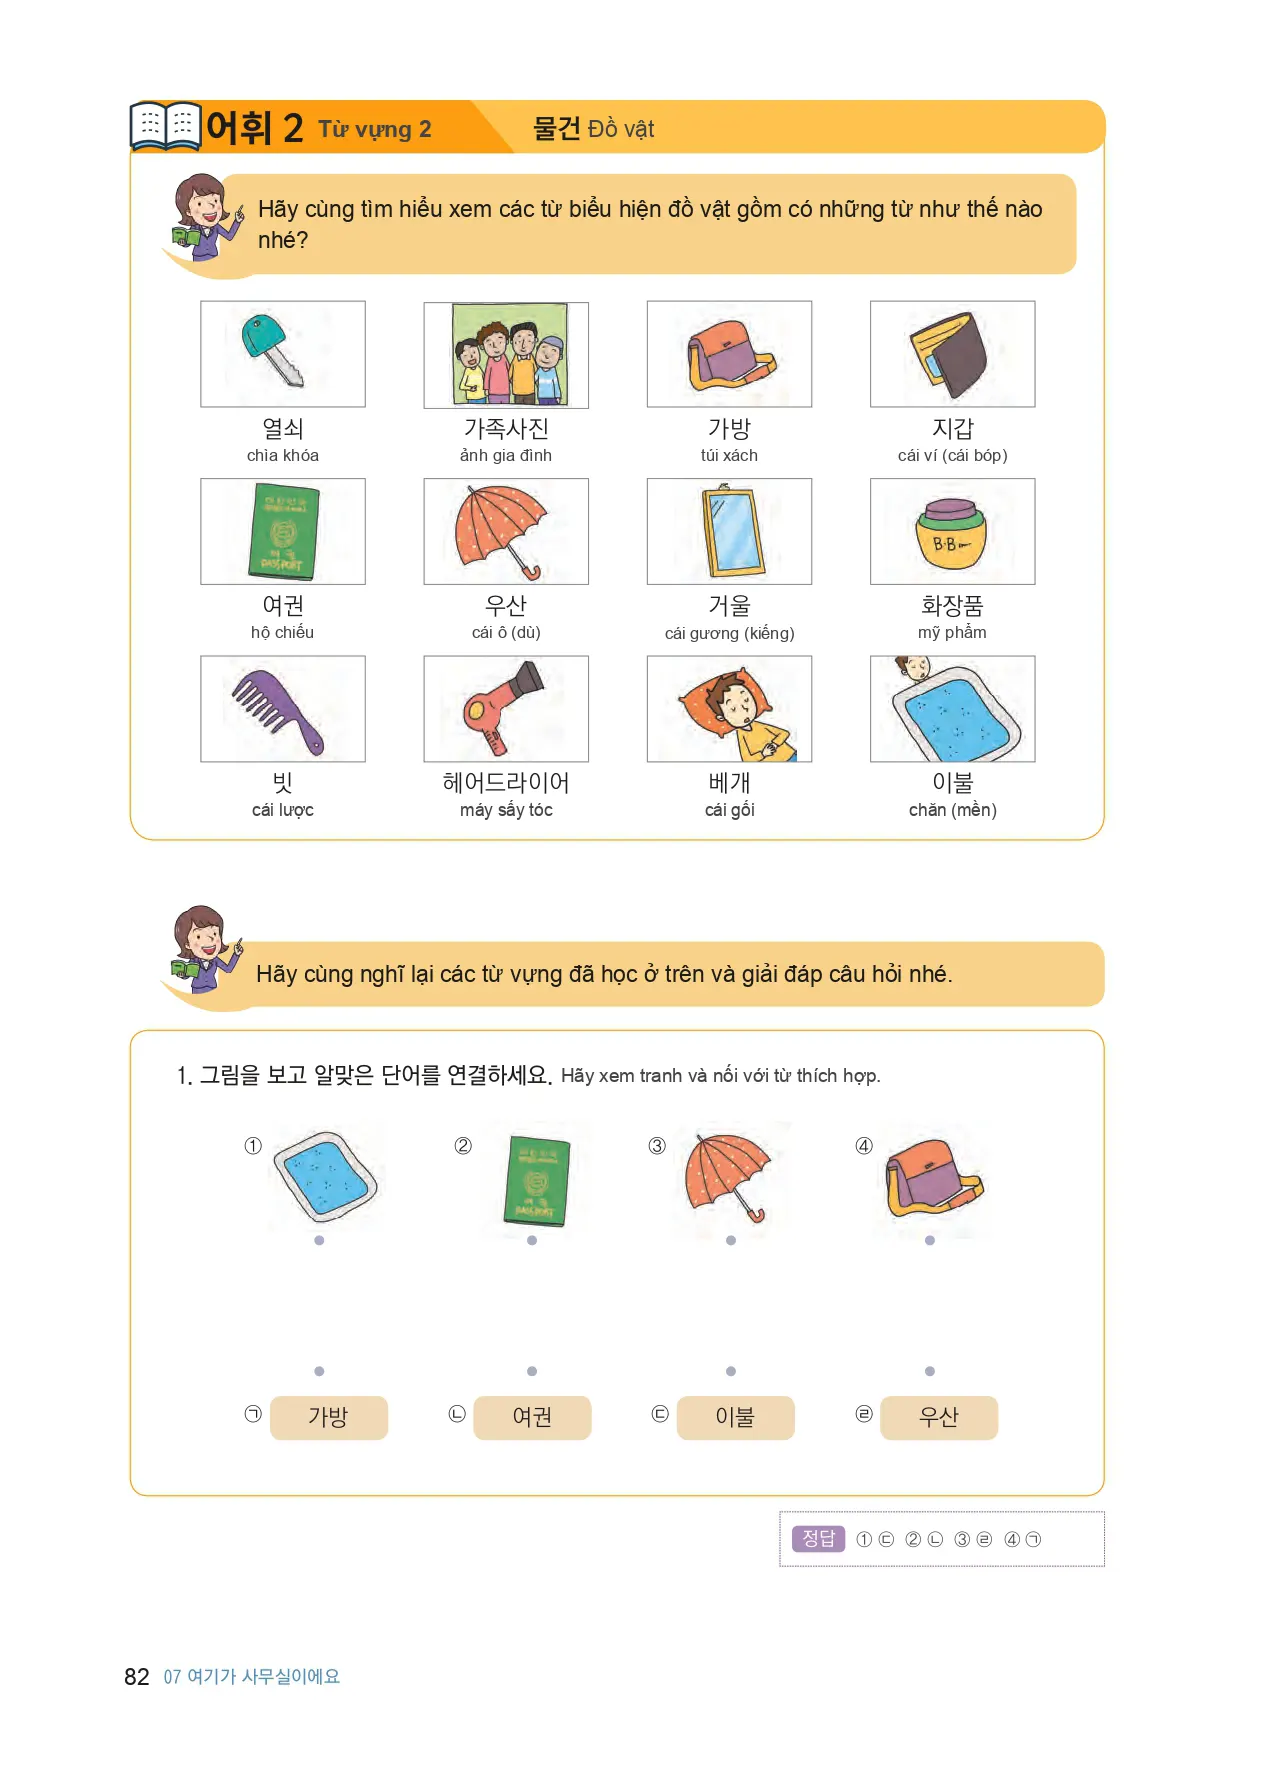 어휘 2 Từ vựng 2 물건 Đồ vật
Hãy cùng tìm hiểu xem các từ biểu hiện đồ vật gồm có những từ như thế nào
nhé?
열쇠 가족사진 가방 지갑
chìa khóa ảnh gia đình túi xách cái ví (cái bóp)
PASSPORT
B·B
여권 우산 거울 화장품
hộ chiếu cái ô (dù) cái gương (kiếng) mỹ phẩm
빗 헤어드라이어 베개 이불
cái lược máy sấy tóc cái gối chăn (mền)
Hãy cùng nghĩ lại các từ vựng đã học ở trên và giải đáp câu hỏi nhé.
1. 그림을 보고 알맞은 단어를 연결하세요. Hãy xem tranh và nối với từ thích hợp.
① ② ③ ④
PASSPORT
㉠ 가방 ㉡ 여권 ㉢ 이불 ㉣ 우산
정답 ① ㉢ ② ㉡ ③ ㉣ ④ ㉠
82 07 여기가 사무실이에요